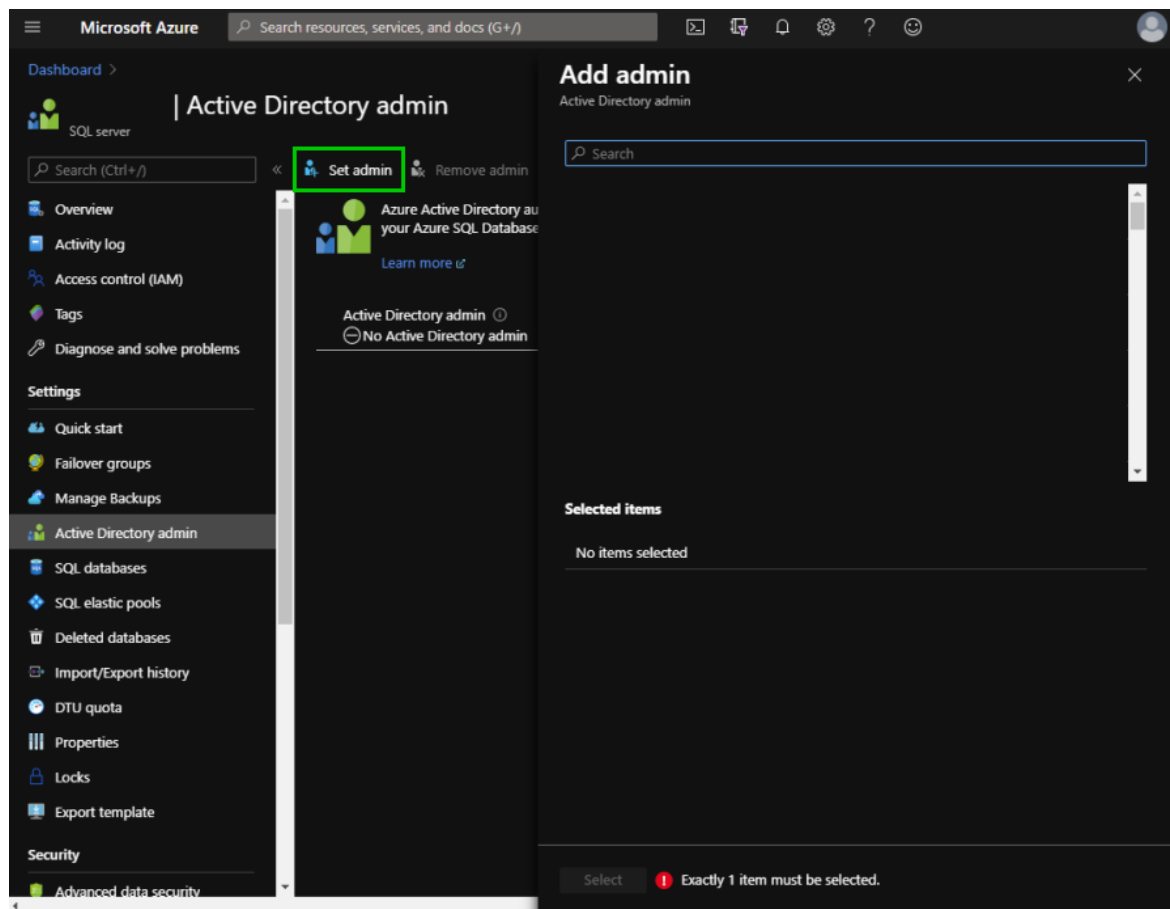 Microsoft Azure
Search resources, services, and docs (G+/)
Dashboard >
| Active Directory admin
SQL server
Search (Ctrl+/)
«
Set admin
Remove admin
Overview
Activity log
Access control (IAM)
Tags
Diagnose and solve problems
Settings
Quick start
Failover groups
Manage Backups
Active Directory admin
SQL databases
SQL elastic pools
Deleted databases
Import/Export history
DTU quota
Properties
Locks
Export template
Security
Advanced data security
Azure Active Directory au
your Azure SQL Database
Learn more
Active Directory admin
No Active Directory admin
Add admin
Active Directory admin
Search
Selected items
No items selected
Select
Exactly 1 item must be selected.